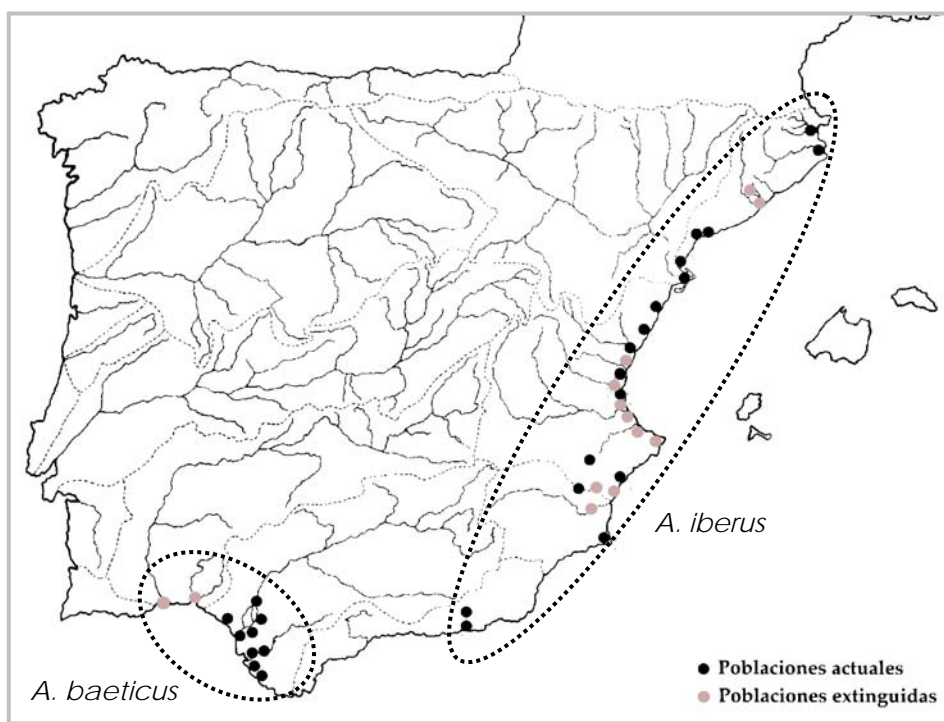 A. iberus
A. baeticus
Poblaciones actuales
Poblaciones extinguidas